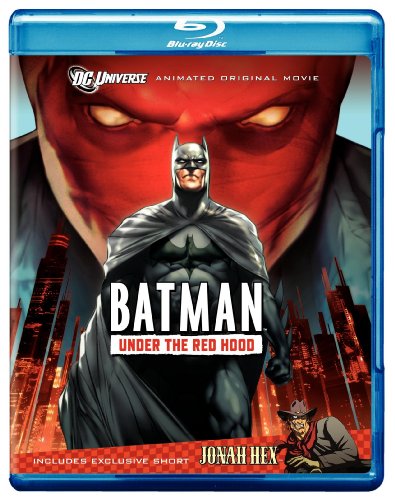 Blu-ray Disc
DC UNIVERSE ANIMATED ORIGINAL MOVIE
BATMAN
UNDER THE RED HOOD
INCLUDES EXCLUSIVE SHORT JONAH HEX